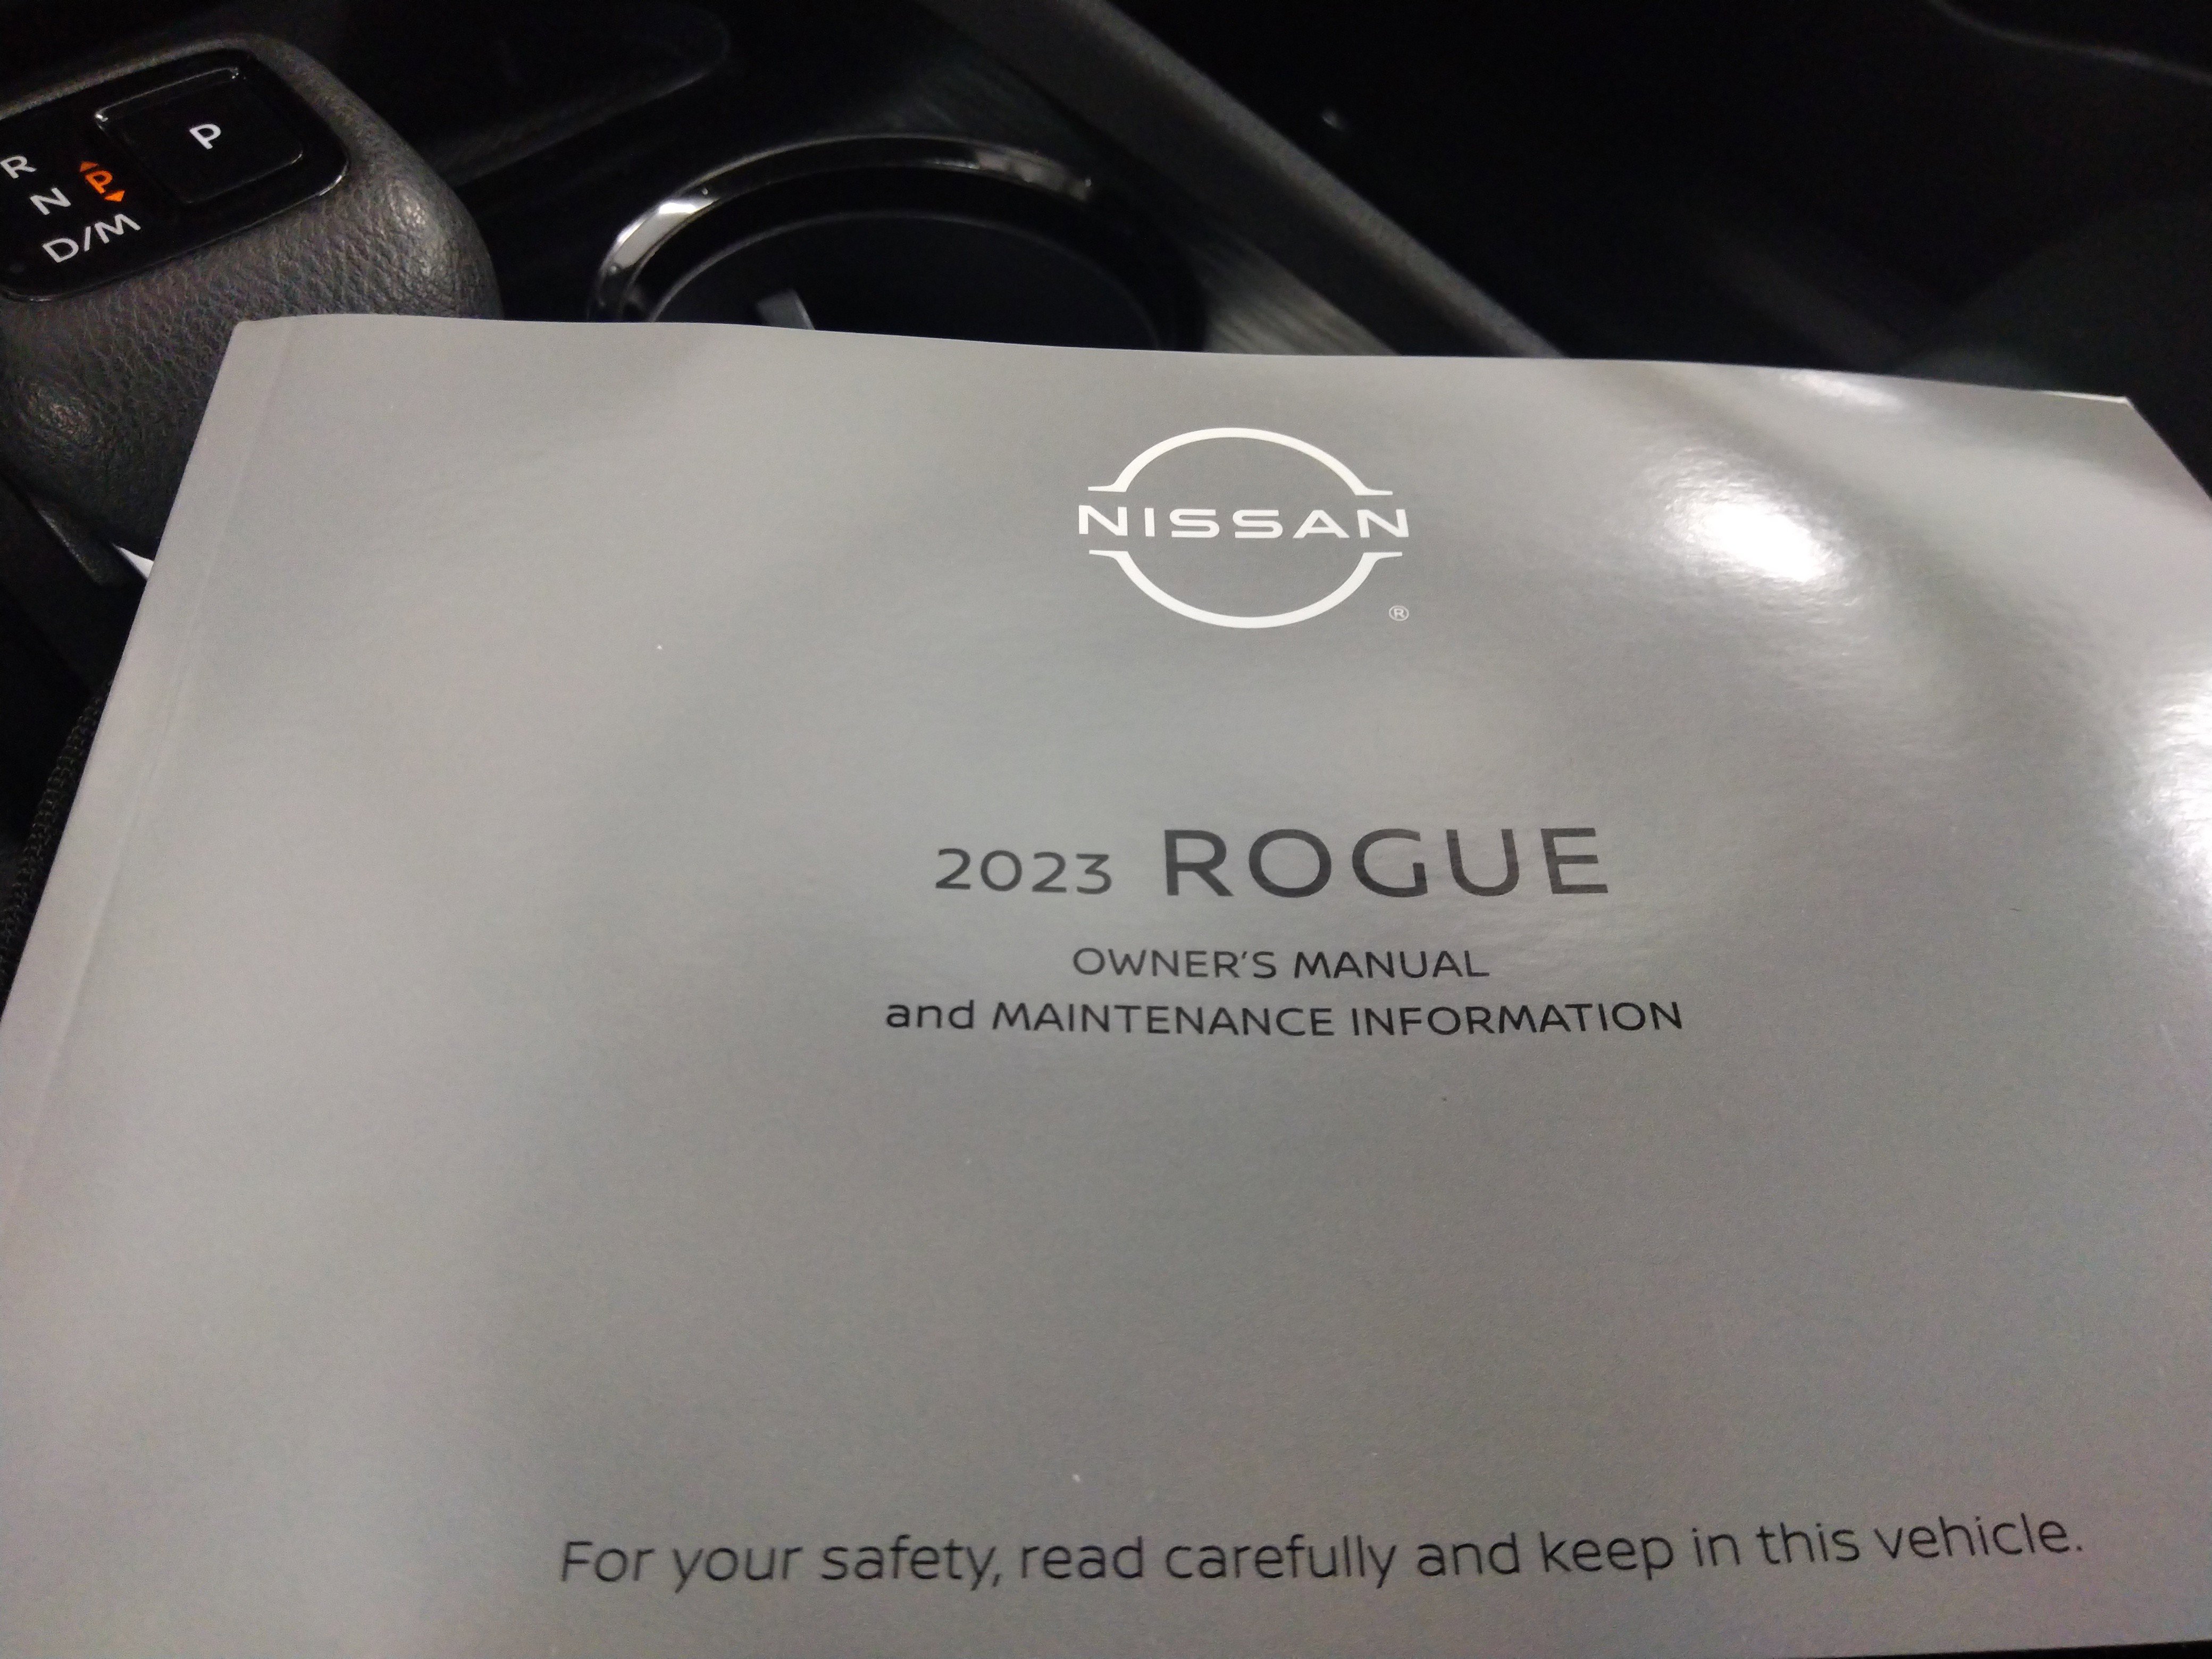 P
R
P
N
D/M
NISSAN
®
2023 ROGUE
OWNER'S MANUAL
and MAINTENANCE INFORMATION
For your safety, read carefully and keep in this vehicle.